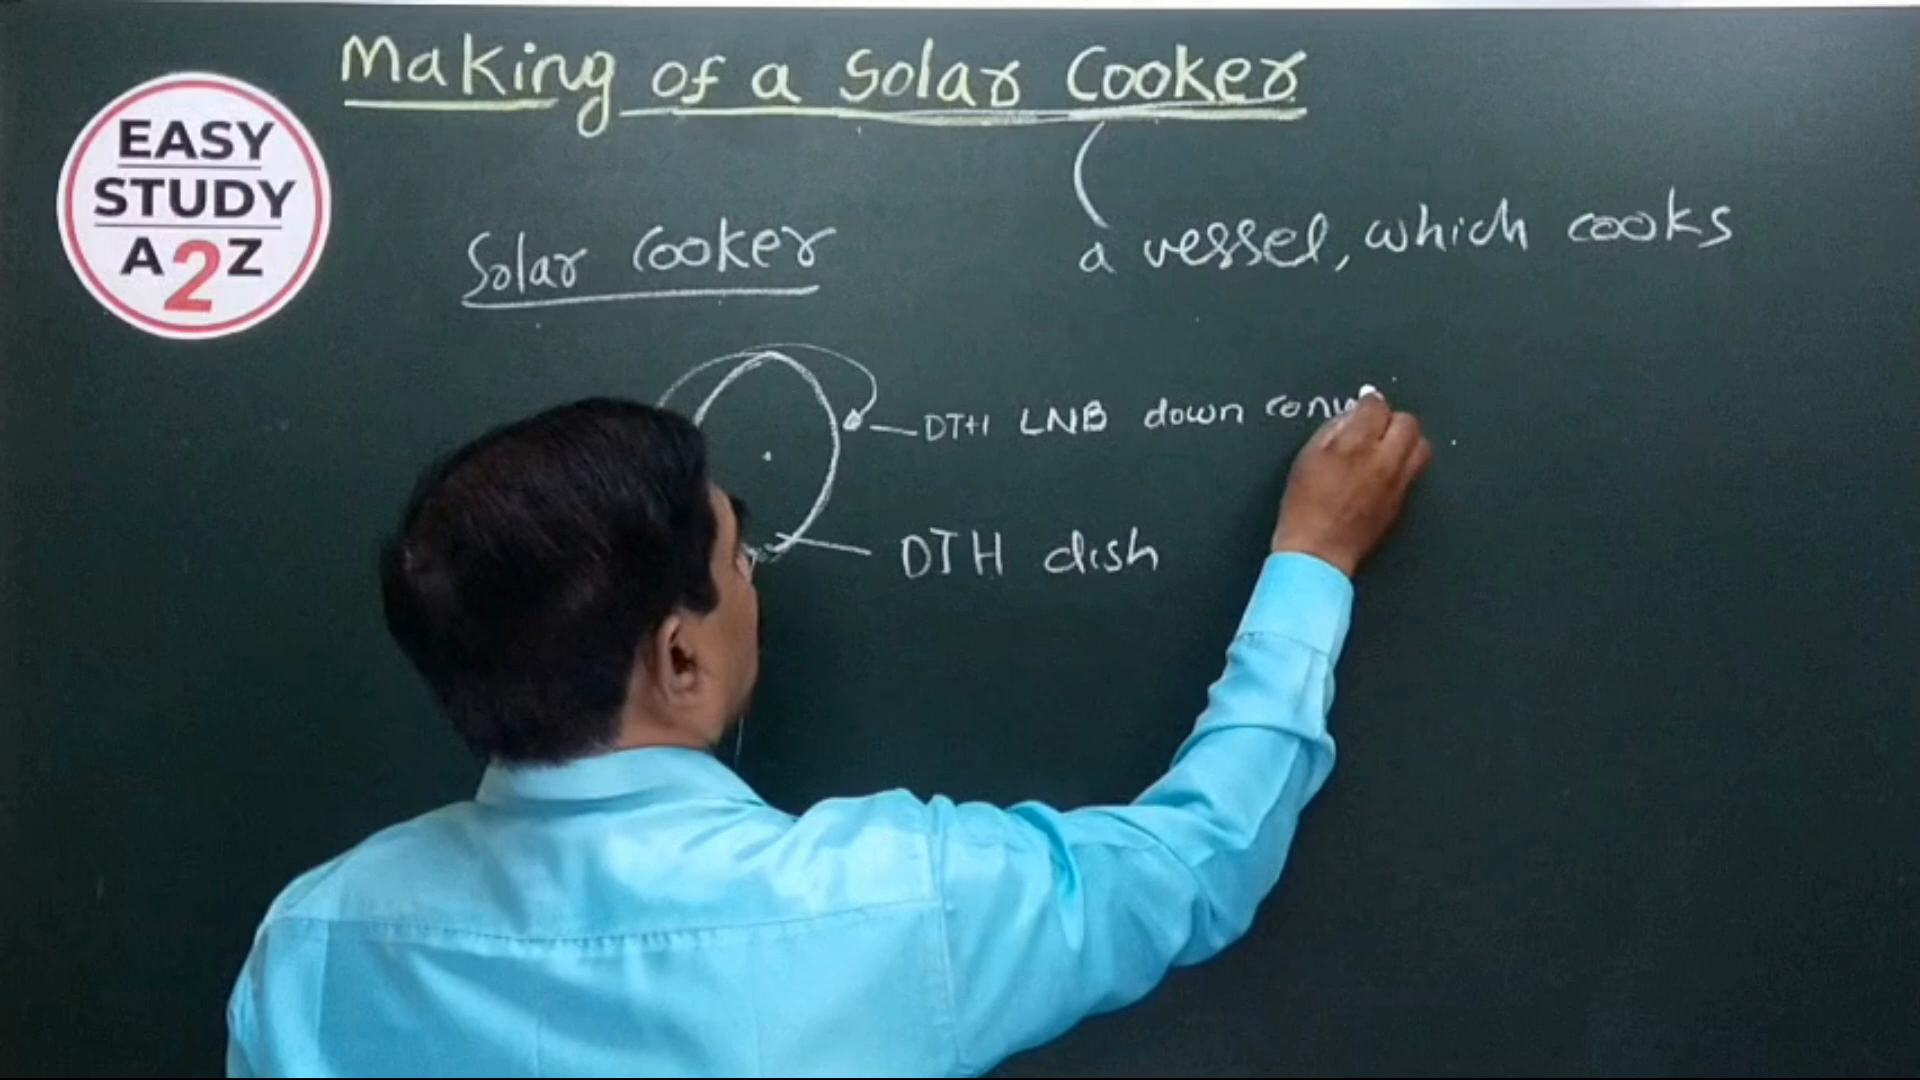 Making of a Solar Cooker
EASY
STUDY
A2Z
Solar Cooker
a vessel, which cooks
DTH LNB down
DTH dish